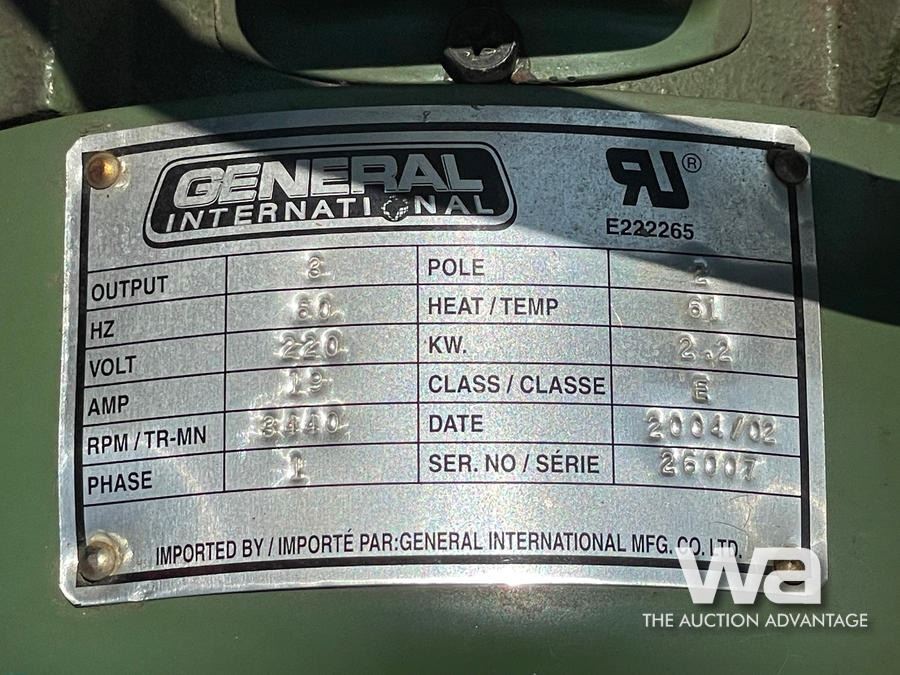 GENERAL
INTERNATIONAL
RU®
E222265
OUTPUT 3 POLE 2
HZ 60 HEAT / TEMP 61
VOLT 220 KW. 2.2
AMP 19 CLASS / CLASSE E
RPM / TR-MN 3440 DATE 2004/02
PHASE 1 SER. NO / SÉRIE 26007
IMPORTED BY / IMPORTÉ PAR:GENERAL INTERNATIONAL MFG. CO. LTD.
wa
THE AUCTION ADVANTAGE